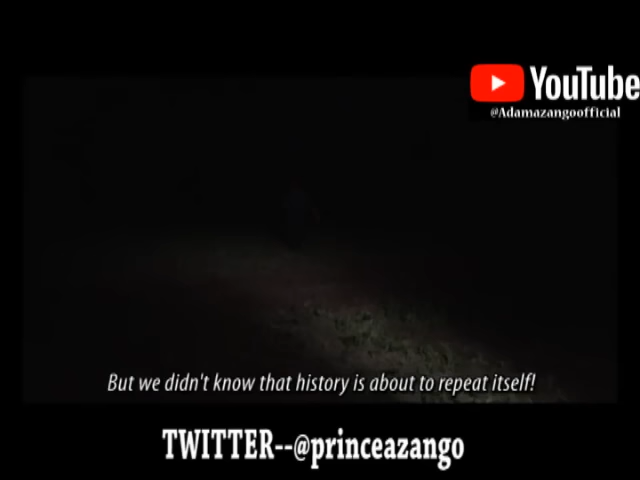 YouTube
@Adamazangoofficial
But we didn't know that history is about to repeat itself!
TWITTER--@princeazango